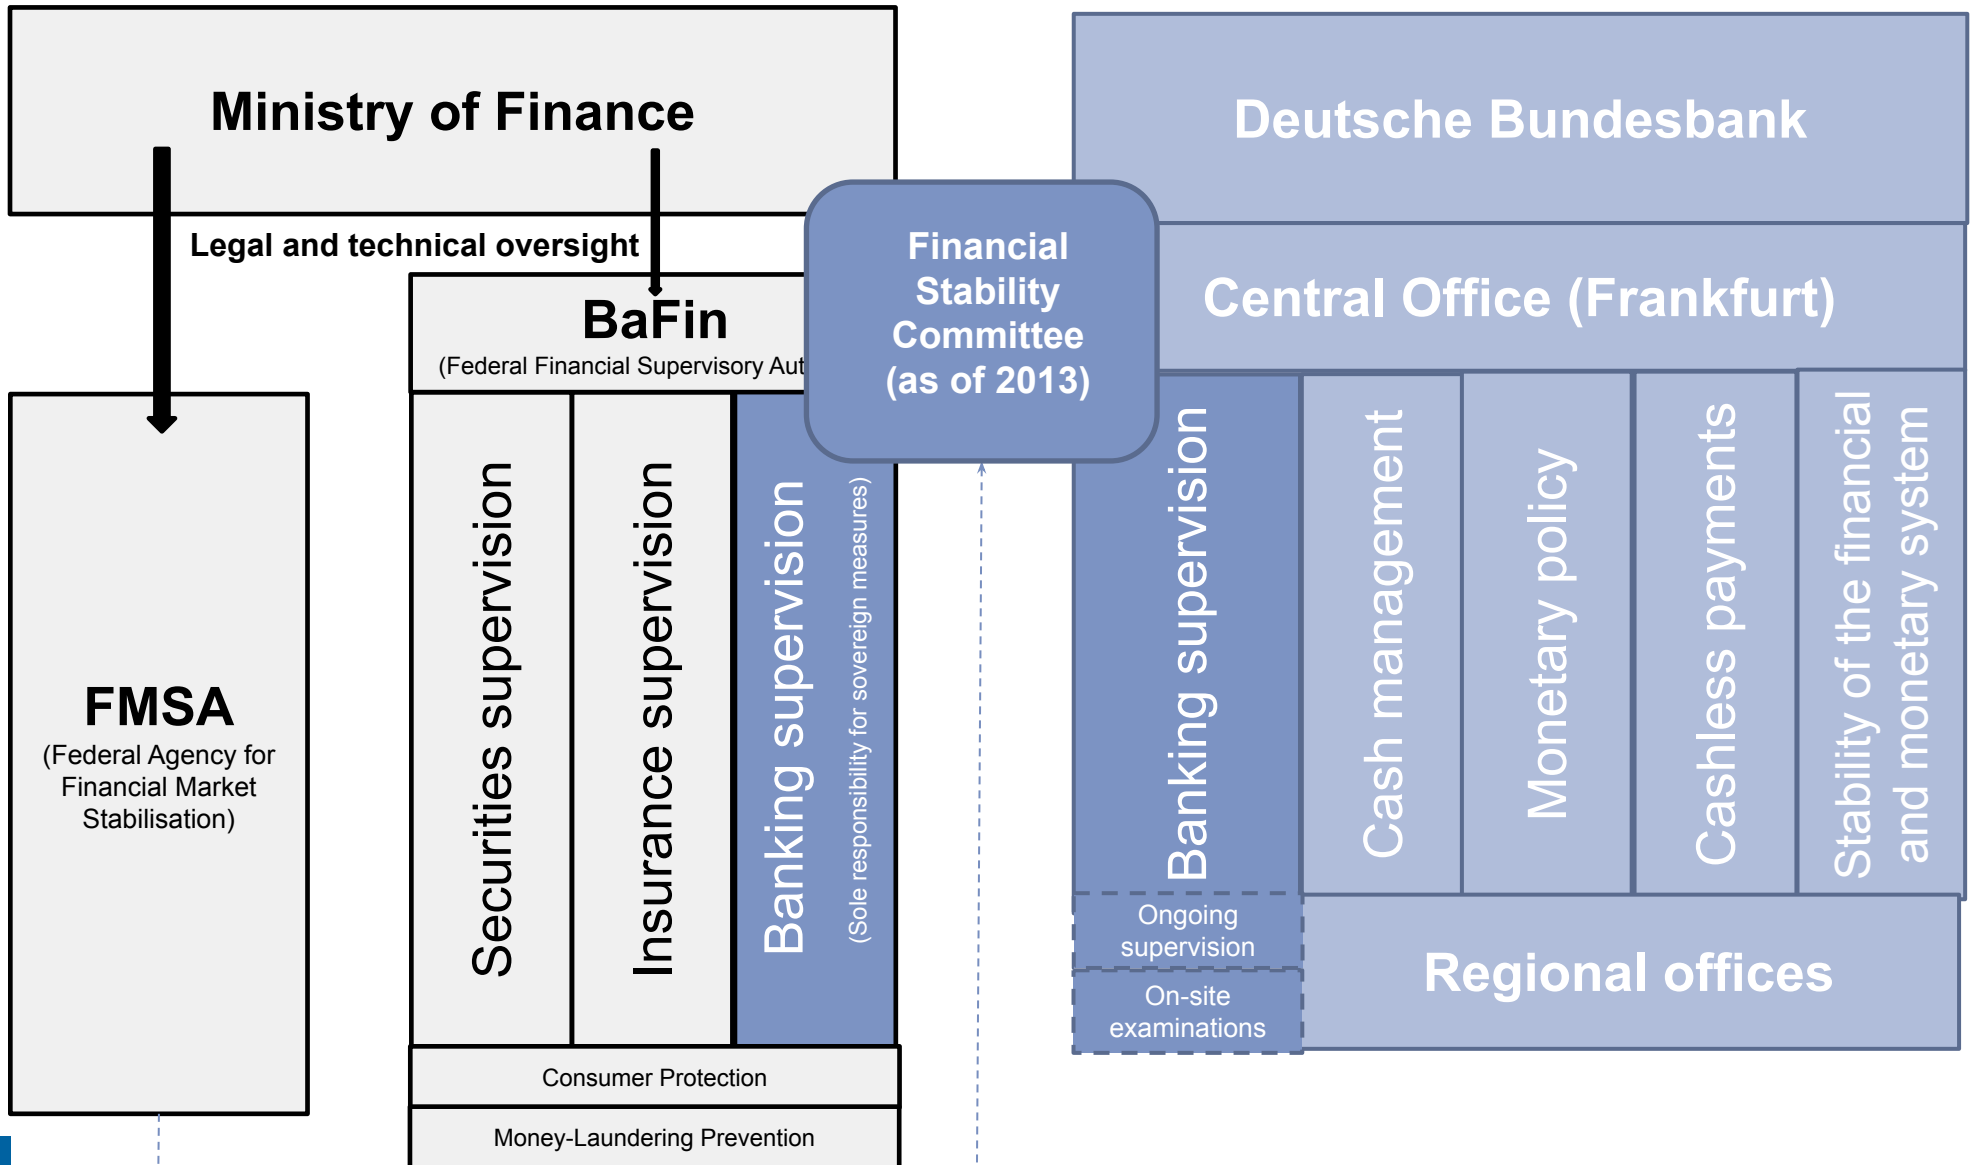 Ministry of Finance
Legal and technical oversight
FMSA
(Federal Agency for
Financial Market
Stabilisation)
BaFin
(Federal Financial Supervisory Aut
Securities supervision
Insurance supervision
Banking supervision
(Sole responsibility for sovereign measures)
Consumer Protection
Money-Laundering Prevention
Financial
Stability
Committee
(as of 2013)
Deutsche Bundesbank
Central Office (Frankfurt)
Banking supervision
Cash management
Monetary policy
Cashless payments
Stability of the financial
and monetary system
Ongoing
supervision
On-site
examinations
Regional offices